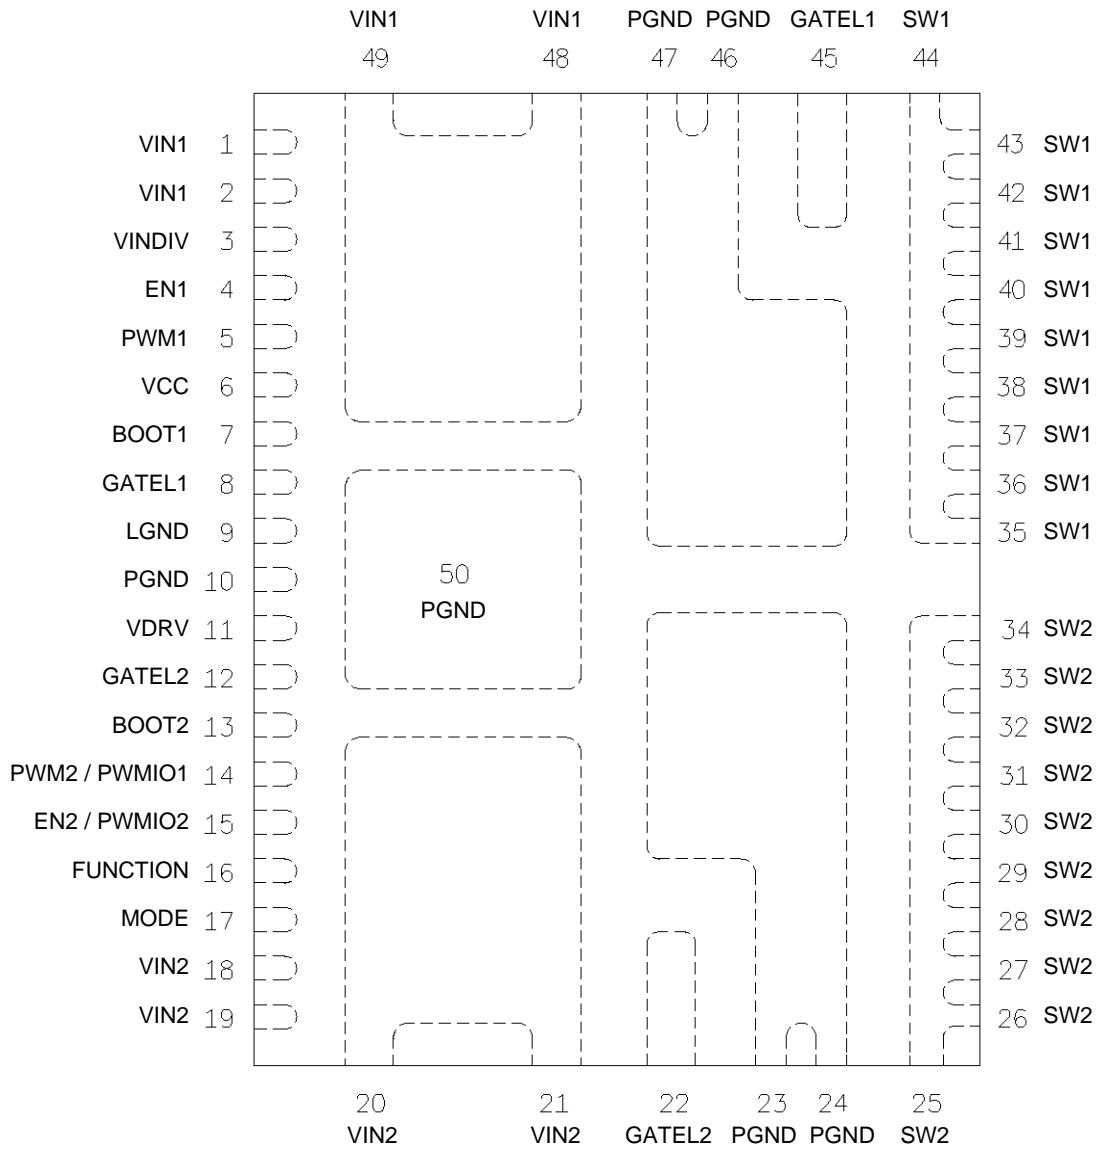 VIN1 VIN1 PGND PGND GATEL1 SW1
49 48 47 46 45 44
VIN1 1 43 SW1
VIN1 2 42 SW1
VINDIV 3 41 SW1
EN1 4 40 SW1
PWM1 5 39 SW1
VCC 6 38 SW1
BOOT1 7 37 SW1
GATEL1 8 36 SW1
LGND 9 35 SW1
50
PGND 10
PGND
VDRV 11 34 SW2
GATEL2 12 33 SW2
BOOT2 13 32 SW2
PWM2 / PWMIO1 14 31 SW2
EN2 / PWMIO2 15 30 SW2
FUNCTION 16 29 SW2
MODE 17 28 SW2
VIN2 18 27 SW2
VIN2 19 26 SW2
20 21 22 23 24 25
VIN2 VIN2 GATEL2 PGND PGND SW2